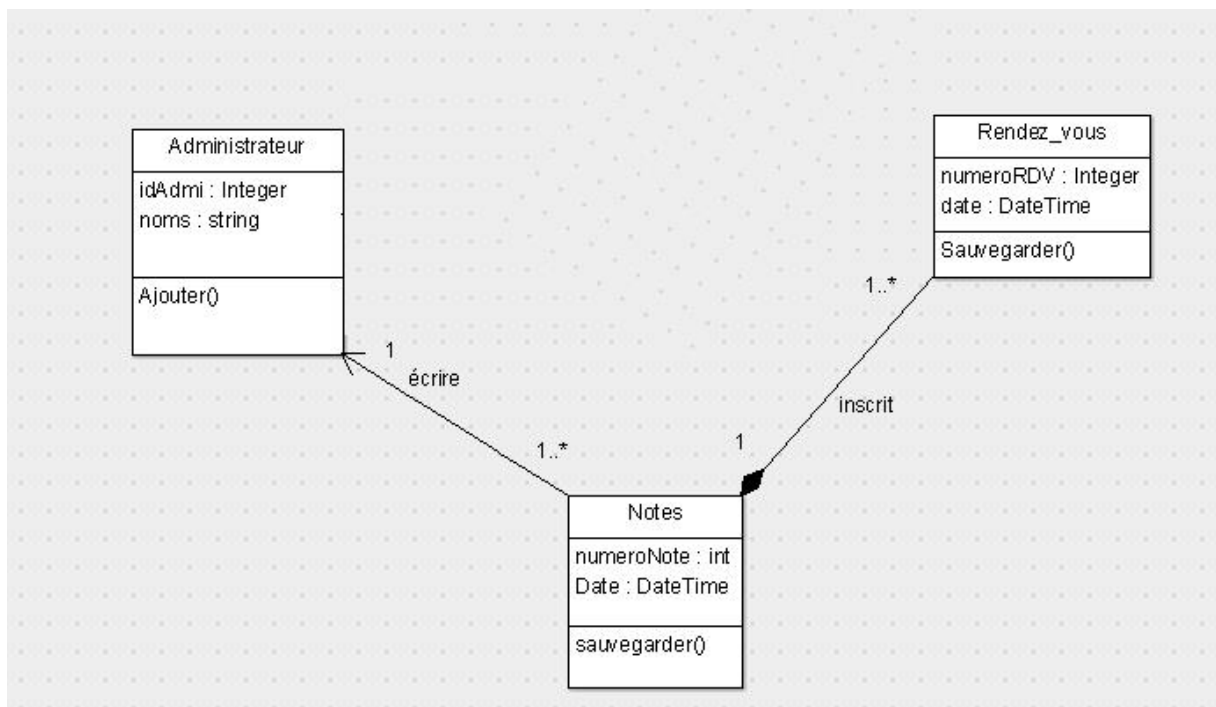 Administrateur
idAdmi : Integer
noms : string
Ajouter()
Rendez_vous
numeroRDV : Integer
date : DateTime
Sauvegarder()
1..*
1
écrire
inscrit
1..*
1
Notes
numeroNote : int
Date : DateTime
sauvegarder()